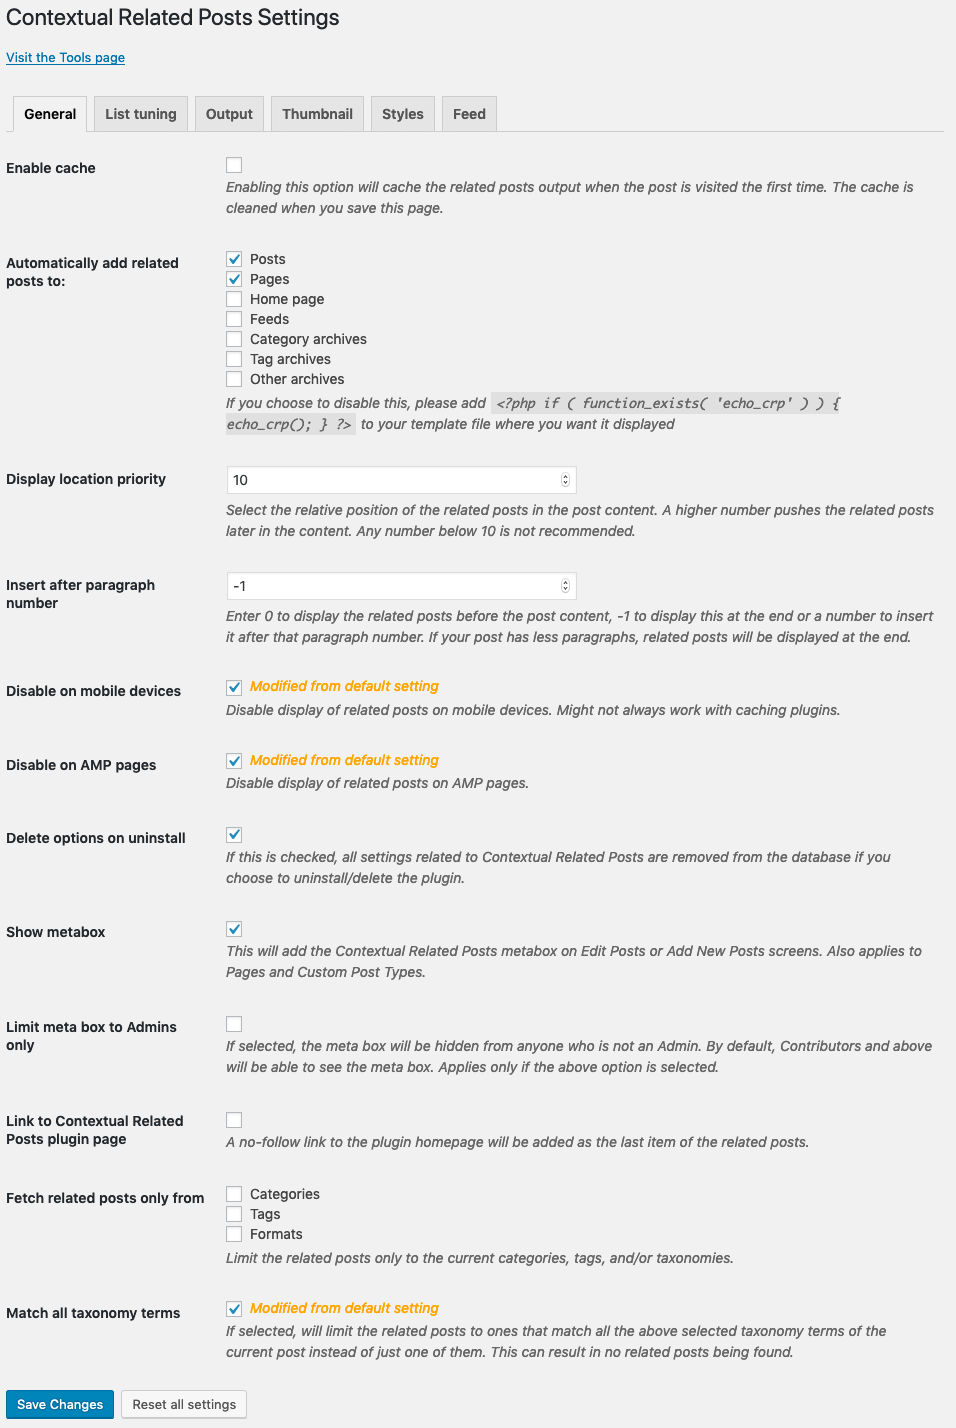 Contextual Related Posts Settings
Visit the Tools page
General
List tuning
Output
Thumbnail
Styles
Feed
Enable cache
Enabling this option will cache the related posts output when the post is visited the first time. The cache is
cleaned when you save this page.
Automatically add related
posts to:
Posts
Pages
Home page
Feeds
Category archives
Tag archives
Other archives
If you choose to disable this, please add <?php if ( function_exists( 'echo_crp' ) ) {
echo_crp(); } ?> to your template file where you want it displayed
Display location priority
10
Select the relative position of the related posts in the post content. A higher number pushes the related posts
later in the content. Any number below 10 is not recommended.
Insert after paragraph
number
-1
Enter 0 to display the related posts before the post content, -1 to display this at the end or a number to insert
it after that paragraph number. If your post has less paragraphs, related posts will be displayed at the end.
Disable on mobile devices
Modified from default setting
Disable display of related posts on mobile devices. Might not always work with caching plugins.
Disable on AMP pages
Modified from default setting
Disable display of related posts on AMP pages.
Delete options on uninstall
If this is checked, all settings related to Contextual Related Posts are removed from the database if you
choose to uninstall/delete the plugin.
Show metabox
This will add the Contextual Related Posts metabox on Edit Posts or Add New Posts screens. Also applies to
Pages and Custom Post Types.
Limit meta box to Admins
only
If selected, the meta box will be hidden from anyone who is not an Admin. By default, Contributors and above
will be able to see the meta box. Applies only if the above option is selected.
Link to Contextual Related
Posts plugin page
A no-follow link to the plugin homepage will be added as the last item of the related posts.
Fetch related posts only from
Categories
Tags
Formats
Limit the related posts only to the current categories, tags, and/or taxonomies.
Match all taxonomy terms
Modified from default setting
If selected, will limit the related posts to ones that match all the above selected taxonomy terms of the
current post instead of just one of them. This can result in no related posts being found.
Save Changes
Reset all settings